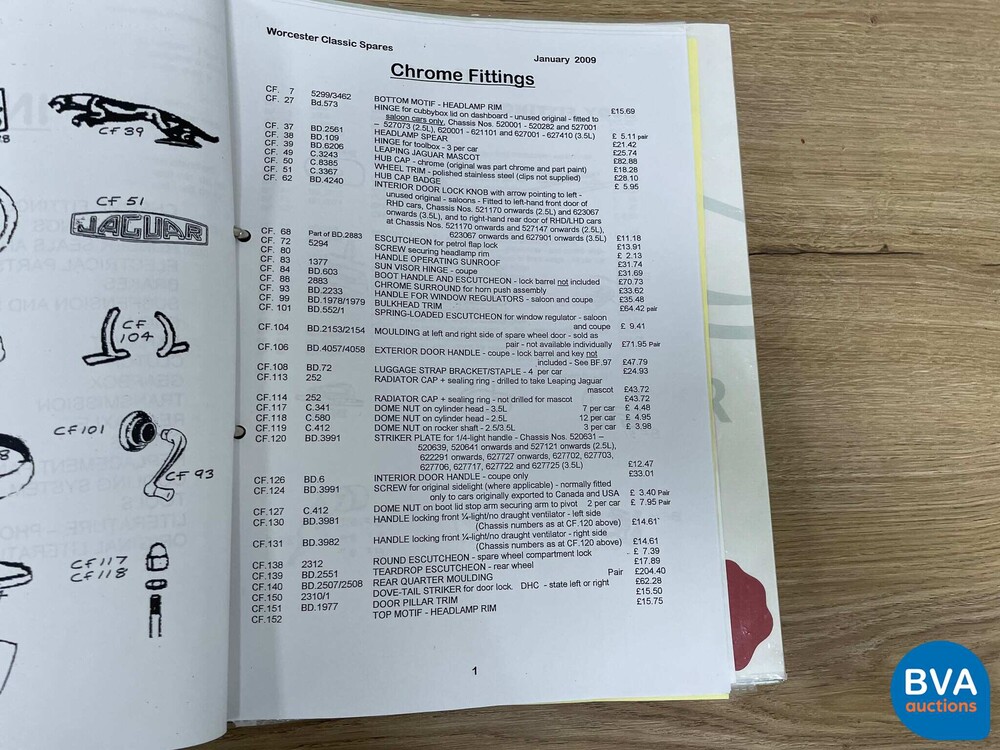 Worcester Classic Spares
January 2009
Chrome Fittings
CF. 7 5299/3462 BOTTOM MOTIF - HEADLAMP RIM £15.69
CF. 27 Bd.573 HINGE for cubbybox lid on dashboard - unused original - fitted to
saloon cars only, Chassis Nos. 520001 - 520282 and 527001
– 527073 (2.5L), 620001 - 621101 and 627001 - 627410 (3.5L) £ 5.11 pair
CF. 37 BD.2561 HEADLAMP SPEAR £21.42
CF. 38 BD.109 HINGE for toolbox - 3 per car £25.74
CF. 39 BD.6206 LEAPING JAGUAR MASCOT £82.88
CF. 49 C.3243 HUB CAP - chrome (original was part chrome and part paint) £18.28
CF. 50 C.8385 WHEEL TRIM - polished stainless steel (clips not supplied) £28.10
CF. 51 C.3367 HUB CAP BADGE £ 5.95
CF. 62 BD.4240 INTERIOR DOOR LOCK KNOB with arrow pointing to left -
unused original - saloons - Fitted to left-hand front door of
RHD cars, Chassis Nos. 521170 onwards (2.5L) and 623067
onwards (3.5L), and to right-hand rear door of RHD/LHD cars
at Chassis Nos. 521170 onwards and 527147 onwards (2.5L),
623067 onwards and 627901 onwards (3.5L) £11.18
CF. 68 Part of BD.2883 ESCUTCHEON for petrol flap lock £13.91
CF. 72 5294 SCREW securing headlamp rim £ 2.13
CF. 80 HANDLE OPERATING SUNROOF £31.74
CF. 83 1377 SUN VISOR HINGE - coupe £31.69
CF. 84 BD.603 BOOT HANDLE AND ESCUTCHEON - lock barrel not included £70.73
CF. 88 2883 CHROME SURROUND for horn push assembly £33.62
CF. 93 BD.2233 HANDLE FOR WINDOW REGULATORS - saloon and coupe £35.48
CF. 99 BD.1978/1979 BULKHEAD TRIM £64.42 pair
CF. 101 BD.552/1 SPRING-LOADED ESCUTCHEON for window regulator - saloon
and coupe £ 9.41
CF.104 BD.2153/2154 MOULDING at left and right side of spare wheel door - sold as
pair - not available individually £71.95 Pair
CF.106 BD.4057/4058 EXTERIOR DOOR HANDLE - coupe - lock barrel and key not
included - See BF.97 £47.79
CF.108 BD.72 LUGGAGE STRAP BRACKET/STAPLE - 4 per car £24.93
CF.113 252 RADIATOR CAP + sealing ring - drilled to take Leaping Jaguar
mascot £43.72
CF.114 252 RADIATOR CAP + sealing ring - not drilled for mascot £43.72
CF.117 C.341 DOME NUT on cylinder head - 3.5L 7 per car £ 4.48
CF.118 C.580 DOME NUT on cylinder head - 2.5L 12 per car £ 4.95
CF.119 C.412 DOME NUT on rocker shaft - 2.5/3.5L 3 per car £ 3.98
CF.120 BD.3991 STRIKER PLATE for 1/4-light handle - Chassis Nos. 520631 –
520639, 520641 onwards and 527121 onwards (2.5L),
622291 onwards, 627727 onwards, 627702, 627703,
627706, 627717, 627722 and 627725 (3.5L) £12.47
CF.126 BD.6 INTERIOR DOOR HANDLE - coupe only £33.01
CF.124 BD.3991 SCREW for original sidelight (where applicable) - normally fitted
only to cars originally exported to Canada and USA £ 3.40 Pair
CF.127 C.412 DOME NUT on boot lid stop arm securing arm to pivot 2 per car £ 7.95 Pair
CF.130 BD.3981 HANDLE locking front ¼-light/no draught ventilator - left side
(Chassis numbers as at CF.120 above) £14.61
CF.131 BD.3982 HANDLE locking front ¼-light/no draught ventilator - right side
(Chassis numbers as at CF.120 above) £14.61
CF.138 2312 ROUND ESCUTCHEON - spare wheel compartment lock £ 7.39
CF.139 BD.2551 TEARDROP ESCUTCHEON - rear wheel £17.89
CF.140 BD.2507/2508 REAR QUARTER MOULDING Pair £204.40
CF.150 2310/1 DOVE-TAIL STRIKER for door lock. DHC - state left or right £62.28
CF.151 BD.1977 DOOR PILLAR TRIM £15.50
CF.152 TOP MOTIF - HEADLAMP RIM £15.75
1
CF 39
CF 51
JAGUAR
CF
104
CF101
CF 93
CF117
CF118
BVA
auctions